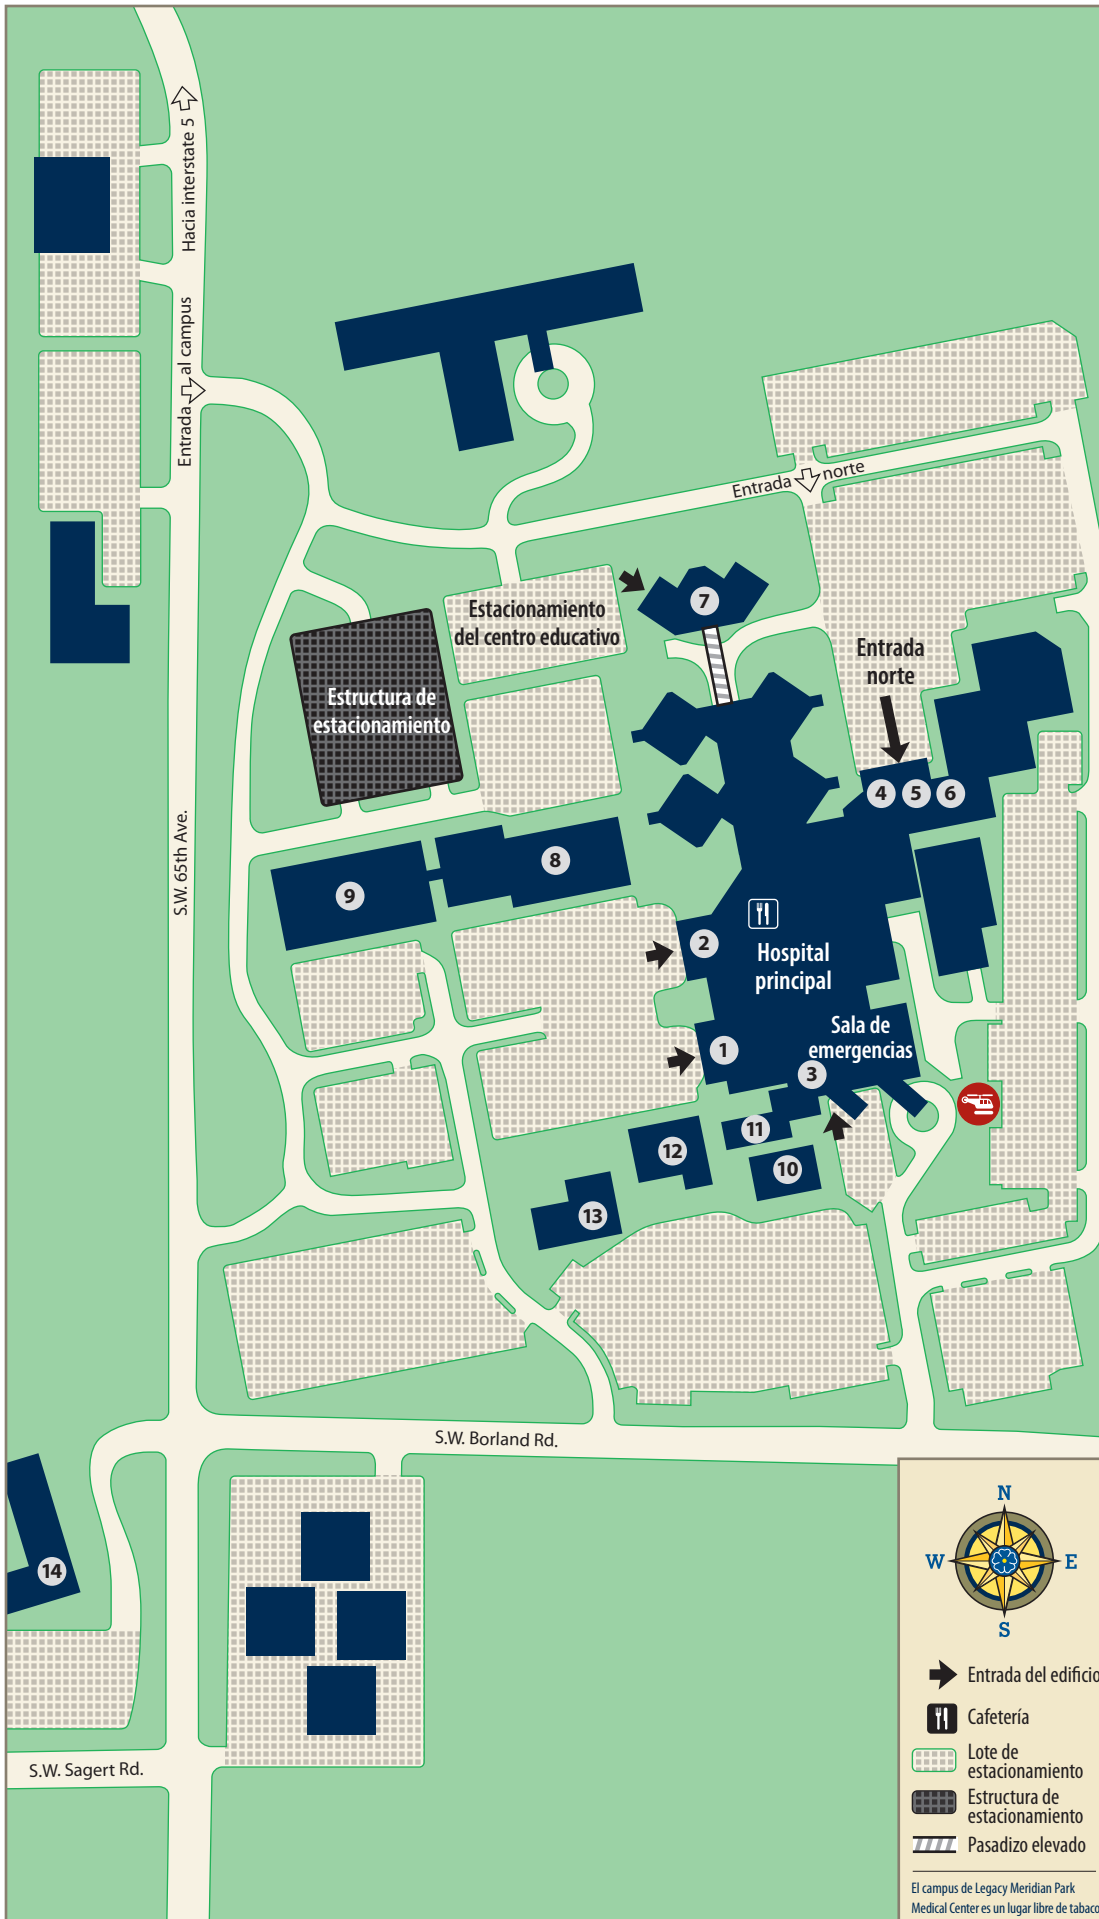 Hacia interstate 5
Entrada al campus
Entrada norte
7
Estacionamiento
del centro educativo
Entrada
norte
Estructura de
estacionamiento
4
5
6
8
9
S.W. 65th Ave.
2
Hospital
principal
Sala de
emergencias
1
3
11
12
10
13
S.W. Borland Rd.
14
S.W. Sagert Rd.
N
W
E
S
Entrada del edificio
Cafetería
Lote de
estacionamiento
Estructura de
estacionamiento
Pasadizo elevado
El campus de Legacy Meridian Park
Medical Center es un lugar libre de tabaco